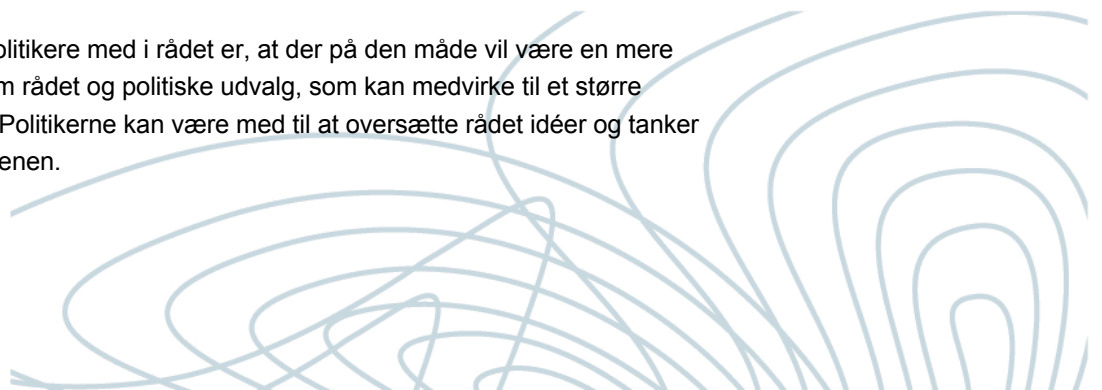 olitikere med i rådet er, at der på den måde vil være en mere
m rådet og politiske udvalg, som kan medvirke til et større
Politikerne kan være med til at oversætte rådet idéer og tanker
enen.